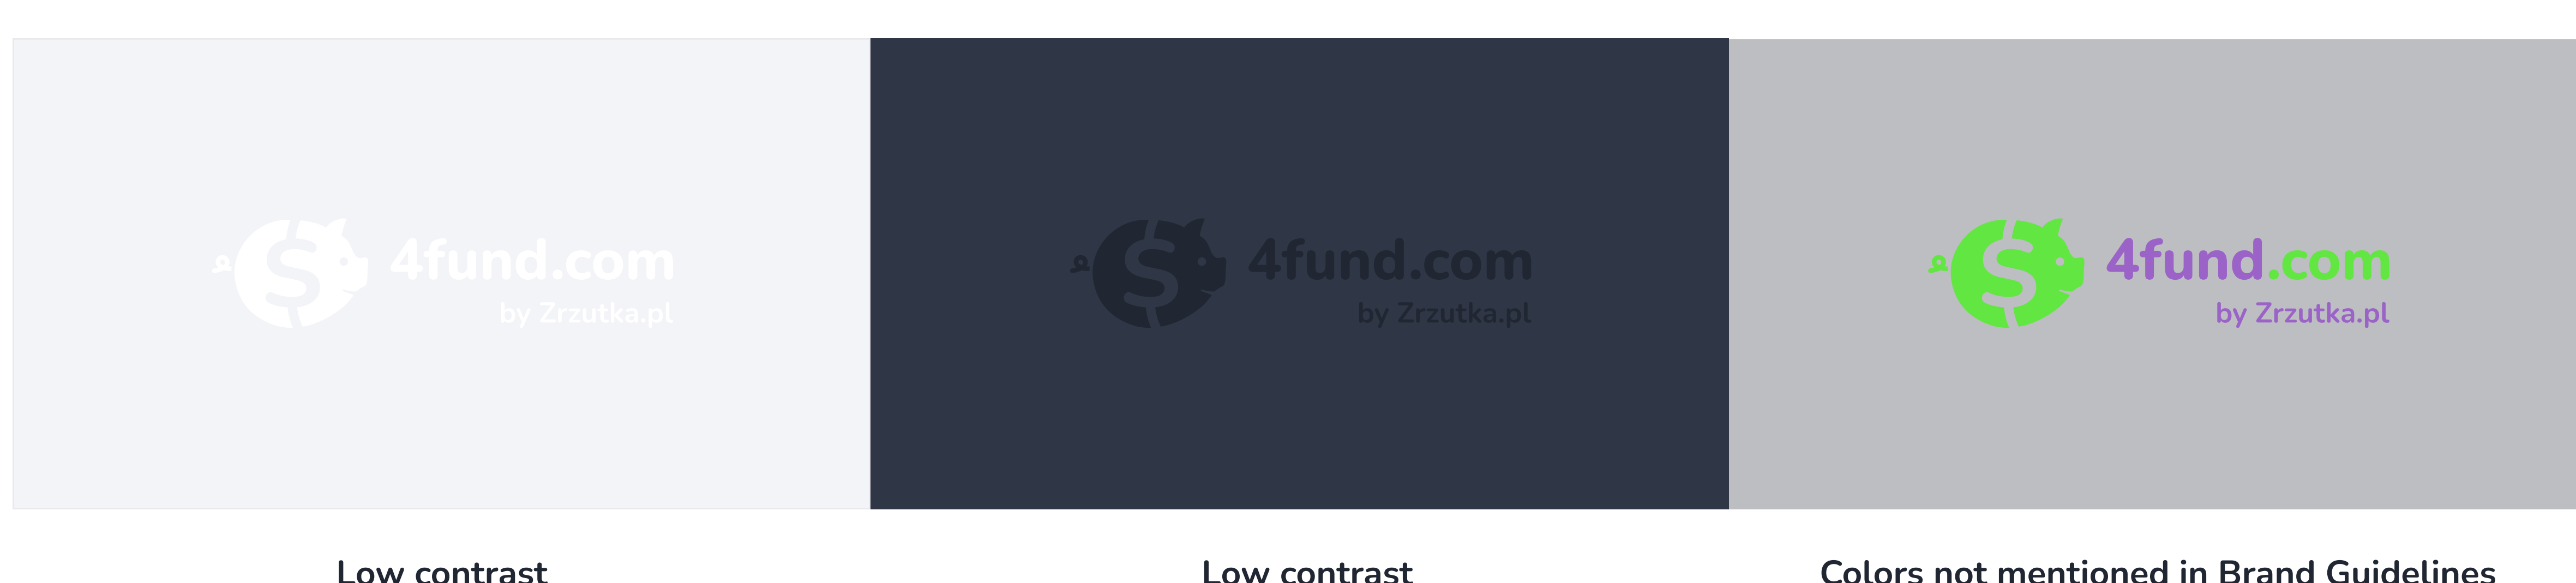 4fund.com
by Zrzutka.pl
4fund.com
by Zrzutka.pl
4fund.com
by Zrzutka.pl
Low contrast
Low contrast
Colors not mentioned in Brand Guidelines